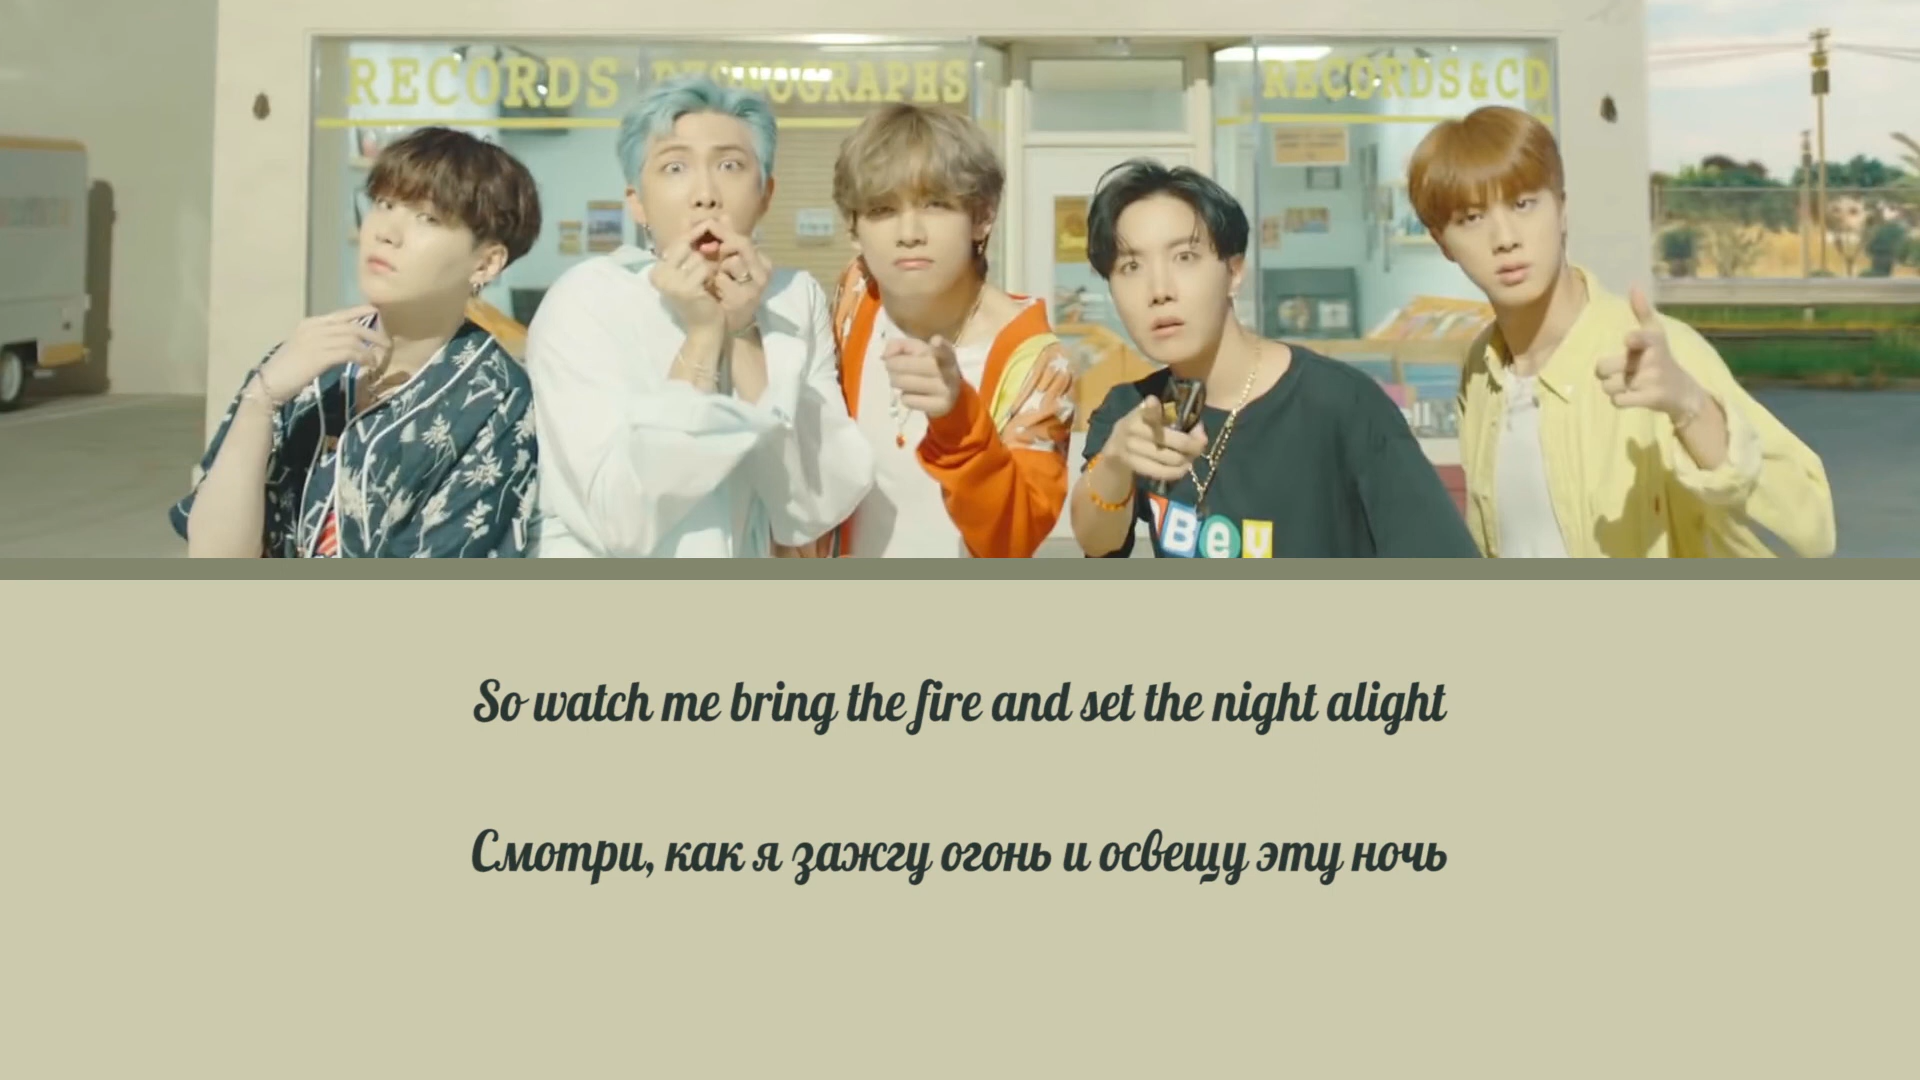 RECORDS
RECORDS & CD
Bey
So watch me bring the fire and set the night alight
Смотри, как я зажгу огонь и освещу эту ночь